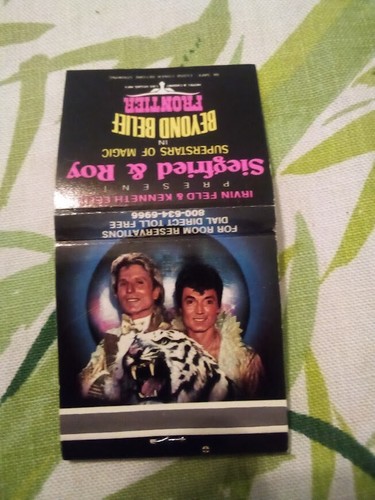 IRVIN FELD & KENNETH FELD
PRESENT
Siegfried & Roy
SUPERSTARS OF MAGIC
IN
BEYOND BELIEF
FRONTIER
FOR ROOM RESERVATIONS
DIAL DIRECT TOLL FREE
800-634-6966